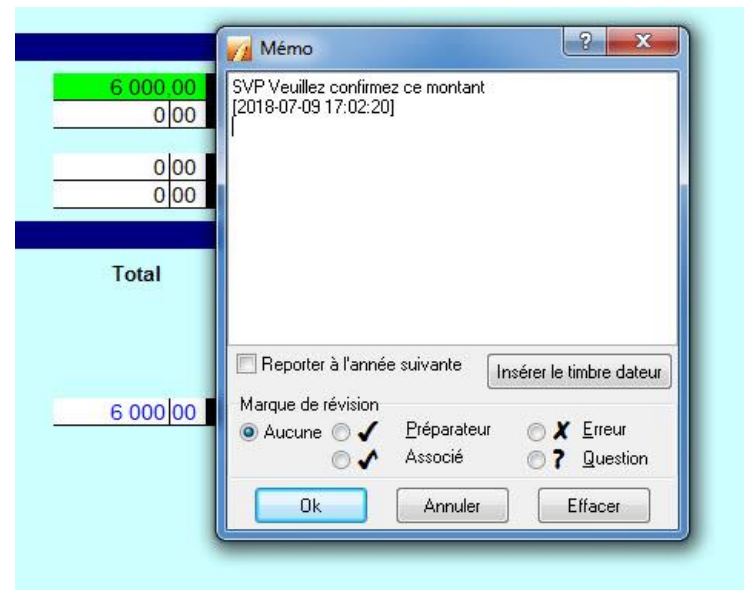 Mémo
?
X
6 000,00
0 00
0 00
0 00
Total
6 000 00
SVP Veuillez confirmez ce montant
[2018-07-09 17:02:20]
Reporter à l'année suivante
Insérer le timbre dateur
Marque de révision
Aucune ✓ Préparateur ✗ Erreur
✓ Associé ? Question
Ok Annuler Effacer